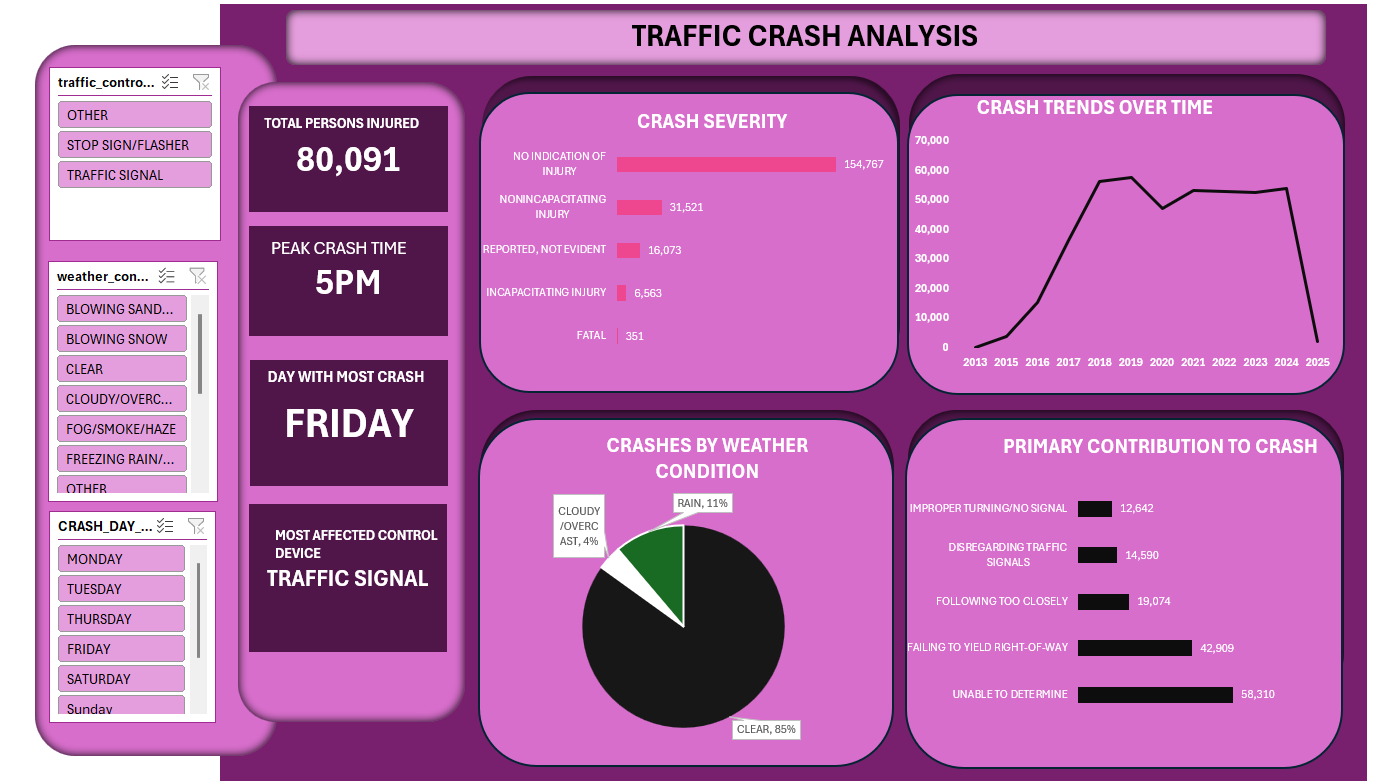 TRAFFIC CRASH ANALYSIS
traffic_contro...
OTHER
STOP SIGN/FLASHER
TRAFFIC SIGNAL
weather_con...
BLOWING SAND...
BLOWING SNOW
CLEAR
CLOUDY/OVERC...
FOG/SMOKE/HAZE
FREEZING RAIN/...
OTHER
CRASH_DAY_...
MONDAY
TUESDAY
THURSDAY
FRIDAY
SATURDAY
Sunday
TOTAL PERSONS INJURED
80,091
PEAK CRASH TIME
5PM
DAY WITH MOST CRASH
FRIDAY
MOST AFFECTED CONTROL
DEVICE
TRAFFIC SIGNAL
CRASH SEVERITY
NO INDICATION OF
INJURY
154,767
NONINCAPACITATING
INJURY
31,521
REPORTED, NOT EVIDENT
16,073
INCAPACITATING INJURY
6,563
FATAL
351
CRASH TRENDS OVER TIME
70,000
60,000
50,000
40,000
30,000
20,000
10,000
0
2013 2015 2016 2017 2018 2019 2020 2021 2022 2023 2024 2025
CRASHES BY WEATHER
CONDITION
RAIN, 11%
CLOUDY
/OVERC
AST, 4%
CLEAR, 85%
PRIMARY CONTRIBUTION TO CRASH
IMPROPER TURNING/NO SIGNAL
12,642
DISREGARDING TRAFFIC
SIGNALS
14,590
FOLLOWING TOO CLOSELY
19,074
FAILING TO YIELD RIGHT-OF-WAY
42,909
UNABLE TO DETERMINE
58,310